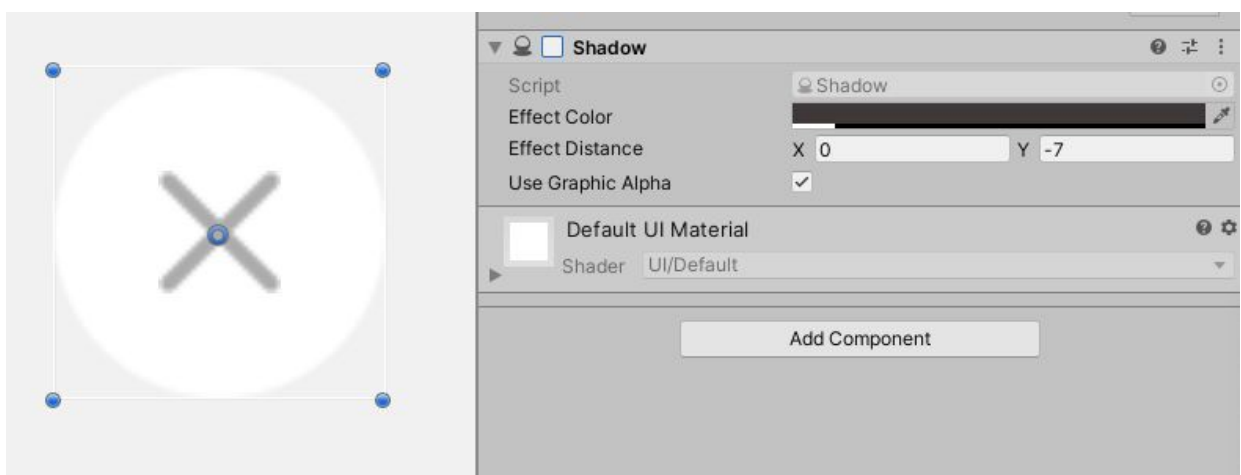 Shadow
Script Shadow
Effect Color
Effect Distance X 0 Y -7
Use Graphic Alpha
Default UI Material
Shader UI/Default
Add Component